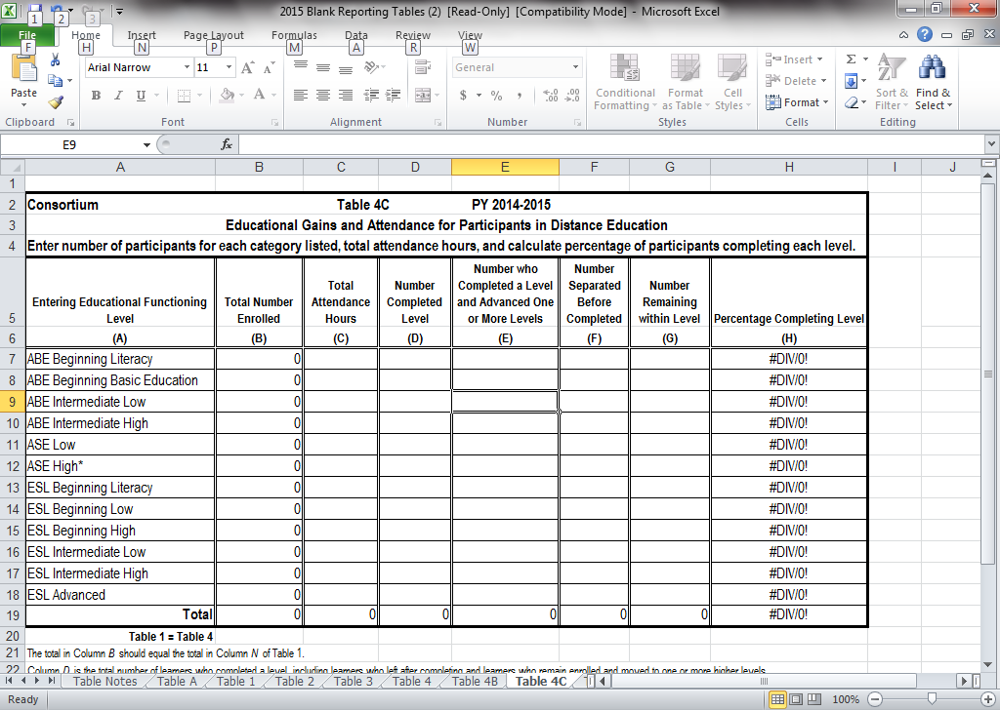 2015 Blank Reporting Tables (2) [Read-Only] [Compatibility Mode] - Microsoft Excel
1 2 3
File Home Insert Page Layout Formulas Data Review View
F H N P M A R W
Paste
Arial Narrow 11 A A
B I U A
General
$ % ,
Conditional Formatting
Format as Table
Cell Styles
Insert
Delete
Format
Σ
Sort & Filter
Find & Select
Clipboard Font Alignment Number Styles Cells Editing
E9 fx
A B C D E F G H I J
1
2 Consortium Table 4C PY 2014-2015
3 Educational Gains and Attendance for Participants in Distance Education
4 Enter number of participants for each category listed, total attendance hours, and calculate percentage of participants completing each level.
5 Entering Educational Functioning Level Total Number Enrolled Total Attendance Hours Number Completed Level Number who Completed a Level and Advanced One or More Levels Number Separated Before Completed Number Remaining within Level Percentage Completing Level
6 (A) (B) (C) (D) (E) (F) (G) (H)
7 ABE Beginning Literacy 0 #DIV/0!
8 ABE Beginning Basic Education 0 #DIV/0!
9 ABE Intermediate Low 0 #DIV/0!
10 ABE Intermediate High 0 #DIV/0!
11 ASE Low 0 #DIV/0!
12 ASE High* 0 #DIV/0!
13 ESL Beginning Literacy 0 #DIV/0!
14 ESL Beginning Low 0 #DIV/0!
15 ESL Beginning High 0 #DIV/0!
16 ESL Intermediate Low 0 #DIV/0!
17 ESL Intermediate High 0 #DIV/0!
18 ESL Advanced 0 #DIV/0!
19 Total 0 0 0 0 0 0 #DIV/0!
20 Table 1 = Table 4
21 The total in Column B should equal the total in Column N of Table 1.
22 Column D is the total number of learners who completed a level, including learners who left after completing and learners who remain enrolled and moved to one or more higher levels.
Table Notes Table A Table 1 Table 2 Table 3 Table 4 Table 4B Table 4C
Ready 100%